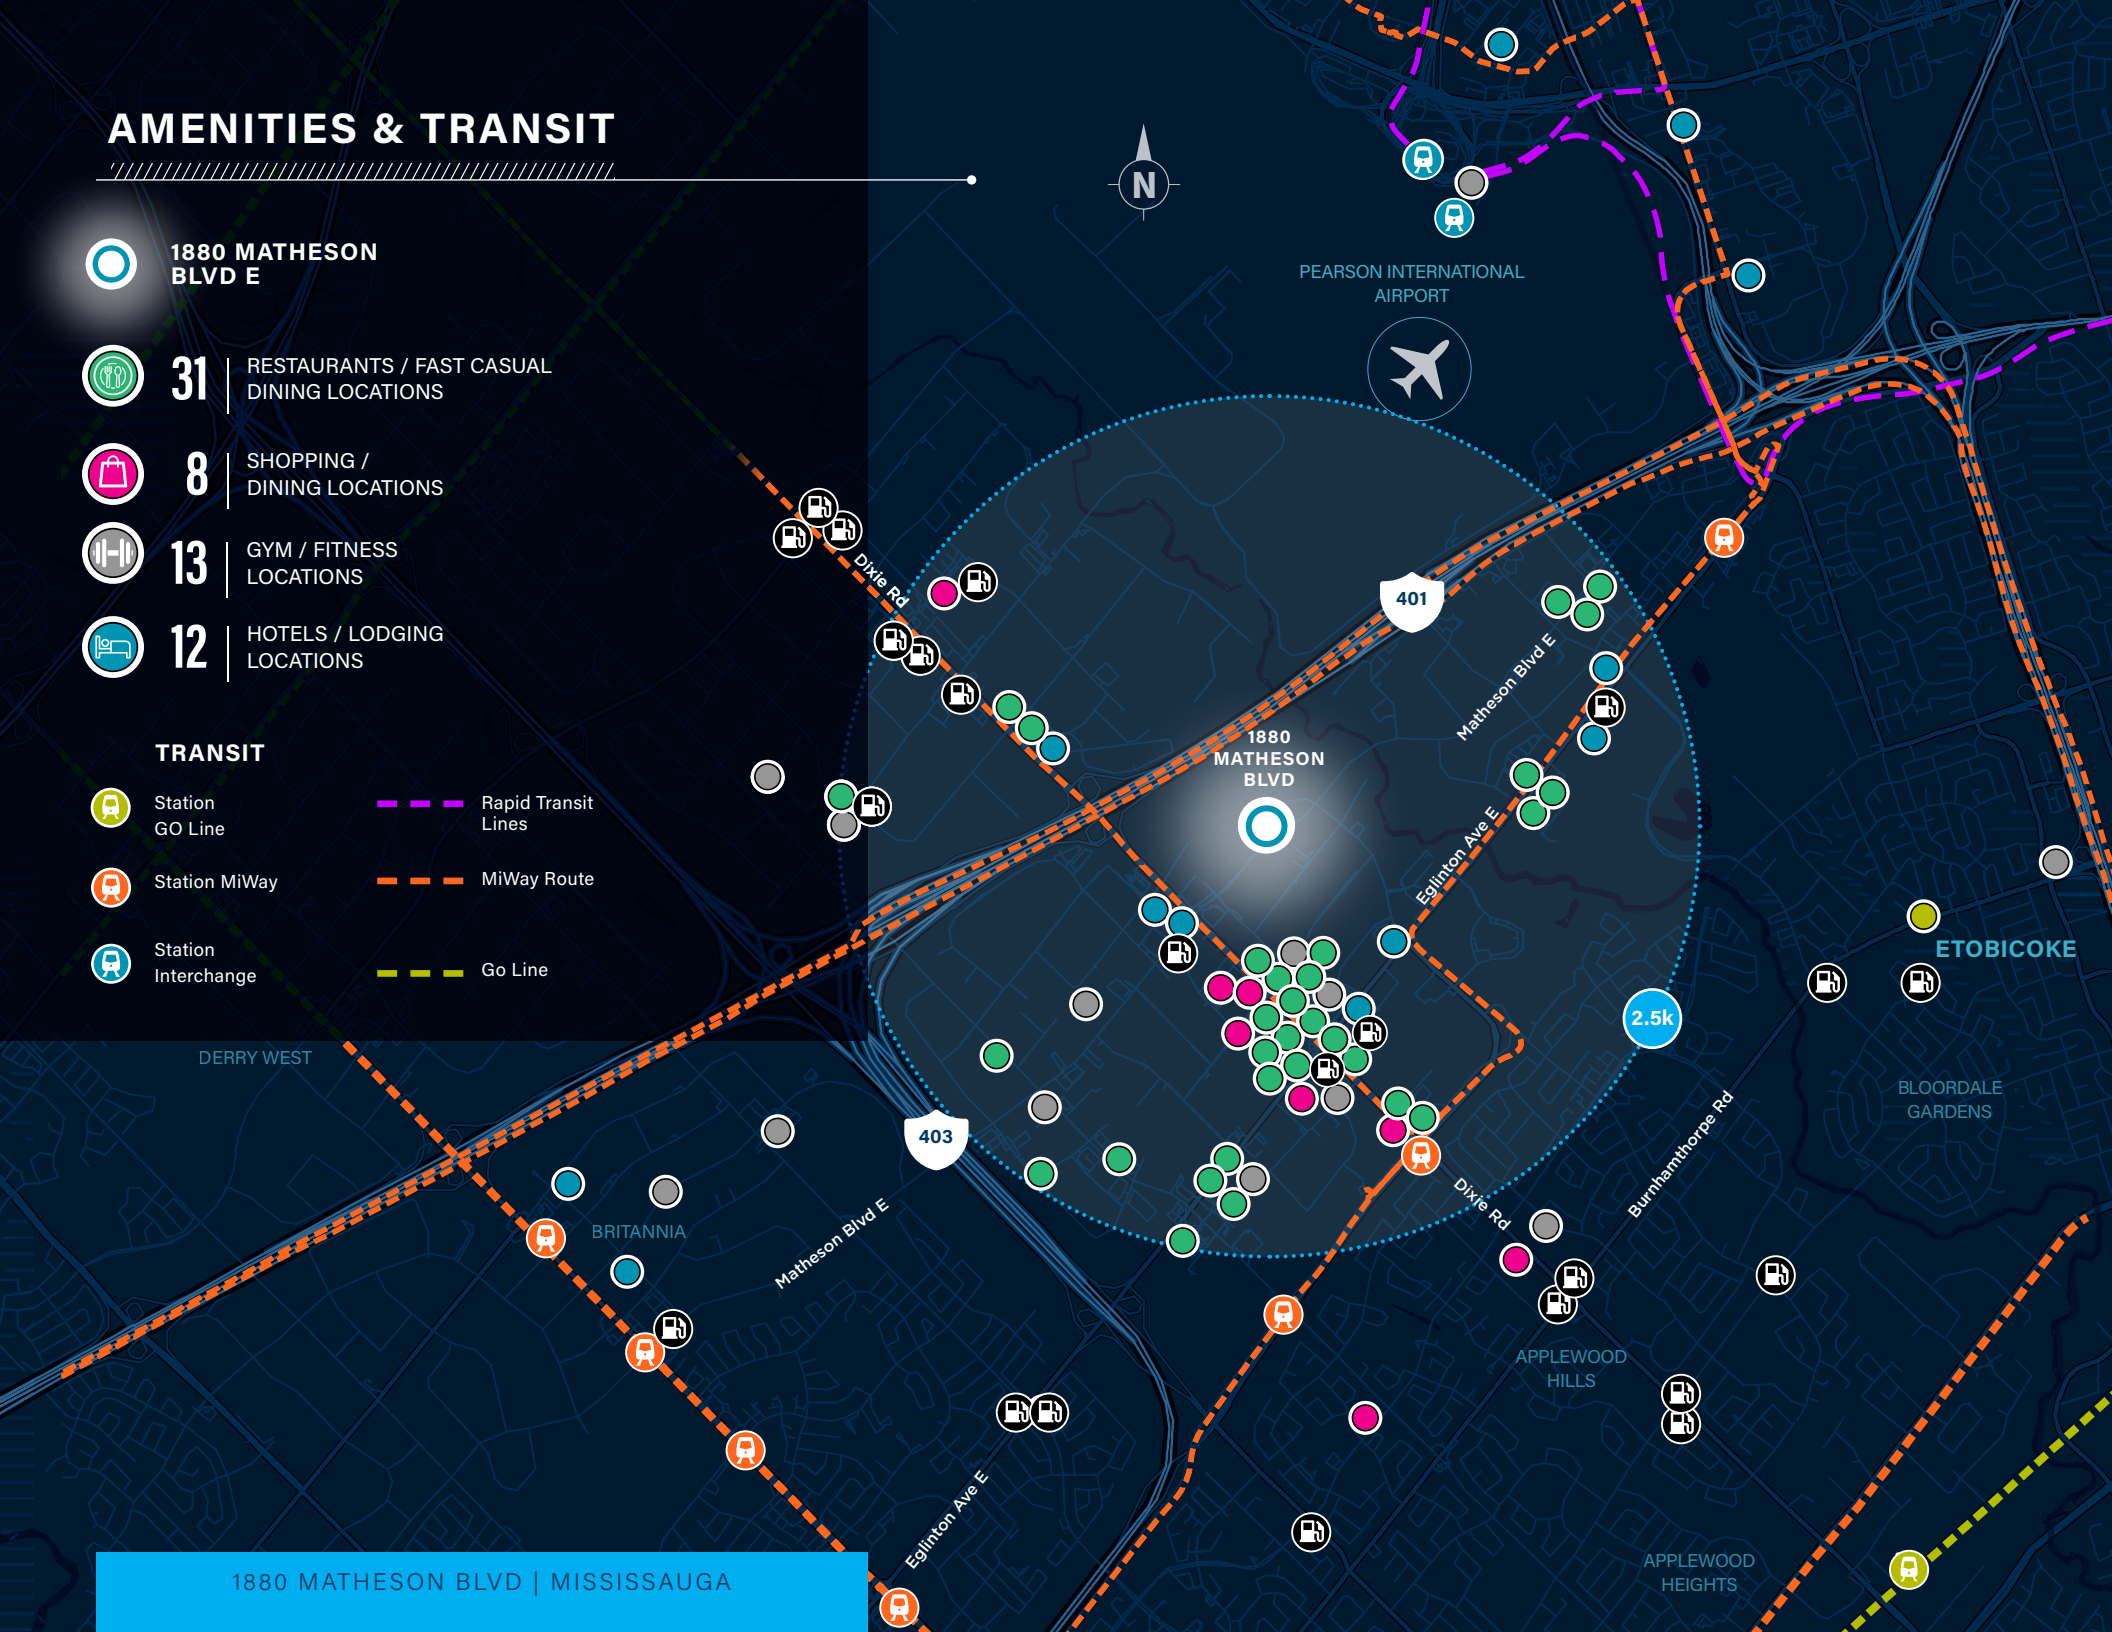 AMENITIES & TRANSIT
1880 MATHESON
BLVD E
31
RESTAURANTS / FAST CASUAL
DINING LOCATIONS
8
SHOPPING /
DINING LOCATIONS
13
GYM / FITNESS
LOCATIONS
12
HOTELS / LODGING
LOCATIONS
TRANSIT
Station
GO Line
Rapid Transit
Lines
Station MiWay
MiWay Route
Station
Interchange
Go Line
N
PEARSON INTERNATIONAL
AIRPORT
Dixie Rd
401
Matheson Blvd E
1880
MATHESON
BLVD
Eglinton Ave E
ETOBICOKE
2.5k
DERRY WEST
BLOORDALE
GARDENS
403
Burnhamthorpe Rd
Dixie Rd
BRITANNIA
Matheson Blvd E
APPLEWOOD
HILLS
Eglinton Ave E
APPLEWOOD
HEIGHTS
1880 MATHESON BLVD | MISSISSAUGA